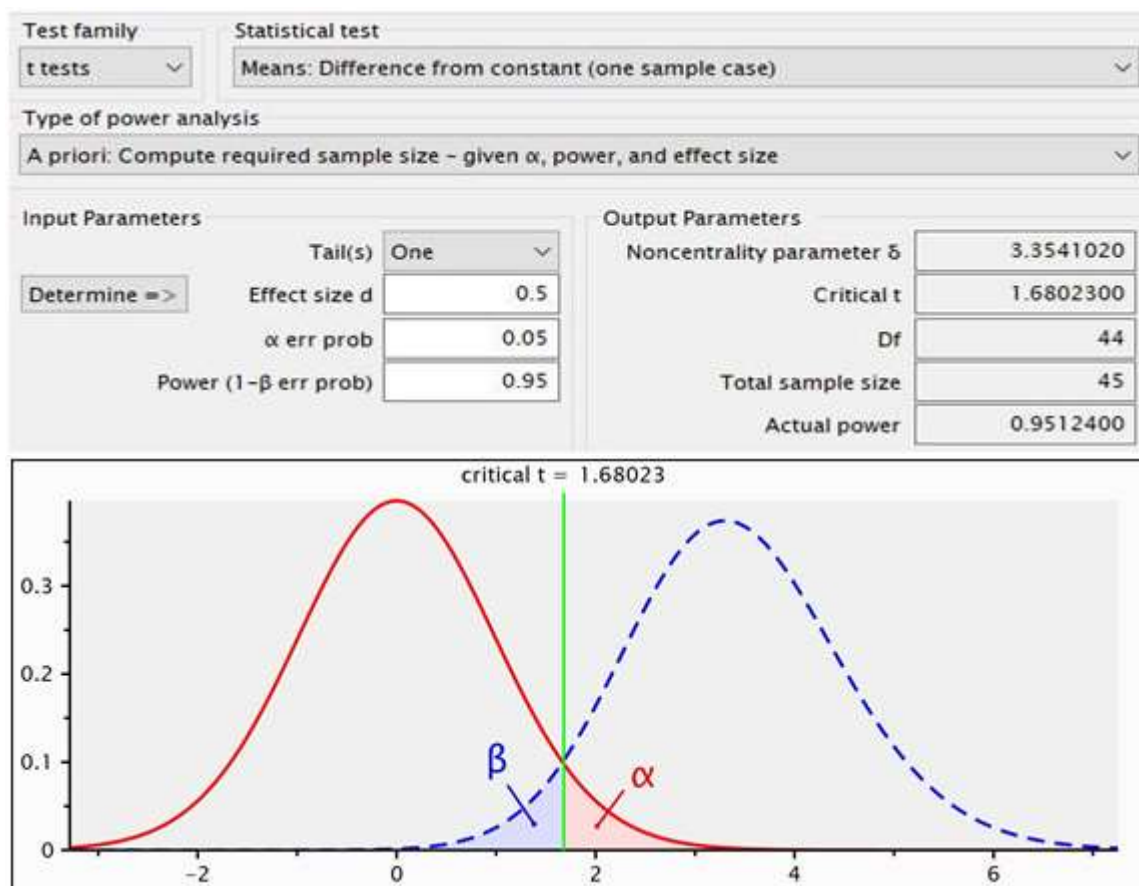 Test family Statistical test
t tests Means: Difference from constant (one sample case)
Type of power analysis
A priori: Compute required sample size – given α, power, and effect size
Input Parameters Output Parameters
Tail(s) One Noncentrality parameter δ 3.3541020
Determine => Effect size d 0.5 Critical t 1.6802300
α err prob 0.05 Df 44
Power (1-β err prob) 0.95 Total sample size 45
Actual power 0.9512400
critical t = 1.68023
0.3
0.2
0.1
β α
0
-2 0 2 4 6